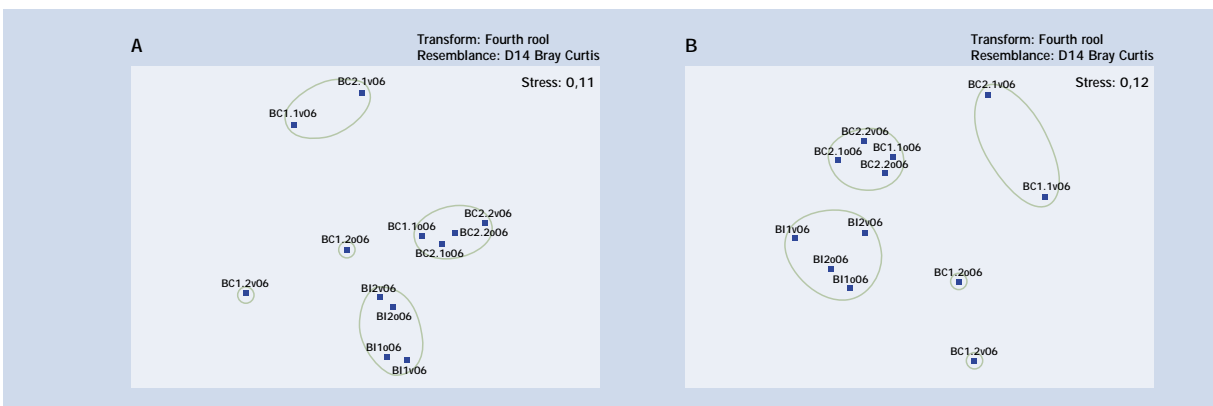 A
Transform: Fourth rool
Resemblance: D14 Bray Curtis
Stress: 0,11
BC2.1v06
BC1.1v06
BC2.2v06
BC1.1o06
BC2.2o06
BC1.2o06
BC2.1o06
BC1.2v06
BI2v06
BI2o06
BI1o06
BI1v06
B
Transform: Fourth rool
Resemblance: D14 Bray Curtis
Stress: 0,12
BC2.1v06
BC2.2v06
BC2.1o06
BC1.1o06
BC2.2o06
BC1.1v06
BI1v06
BI2v06
BI2o06
BI1o06
BC1.2o06
BC1.2v06